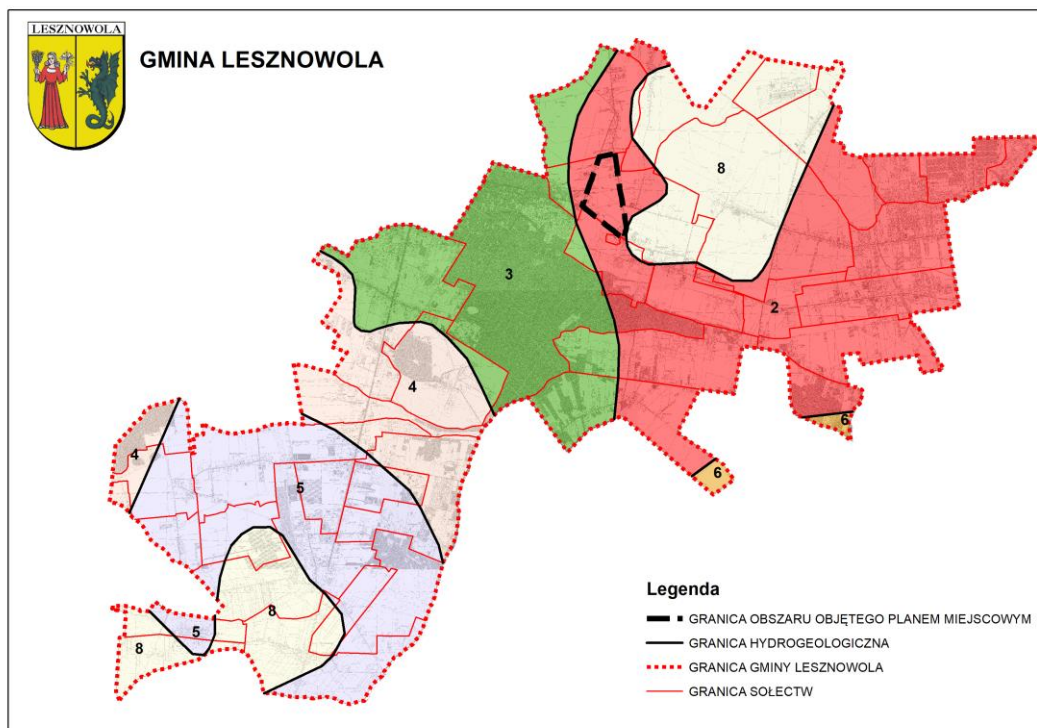 LESZNOWOLA
GMINA LESZNOWOLA
8
3
2
4
6
4
6
5
8
5
8
Legenda
GRANICA OBSZARU OBJĘTEGO PLANEM MIEJSCOWYM
GRANICA HYDROGEOLOGICZNA
GRANICA GMINY LESZNOWOLA
GRANICA SOŁECTW